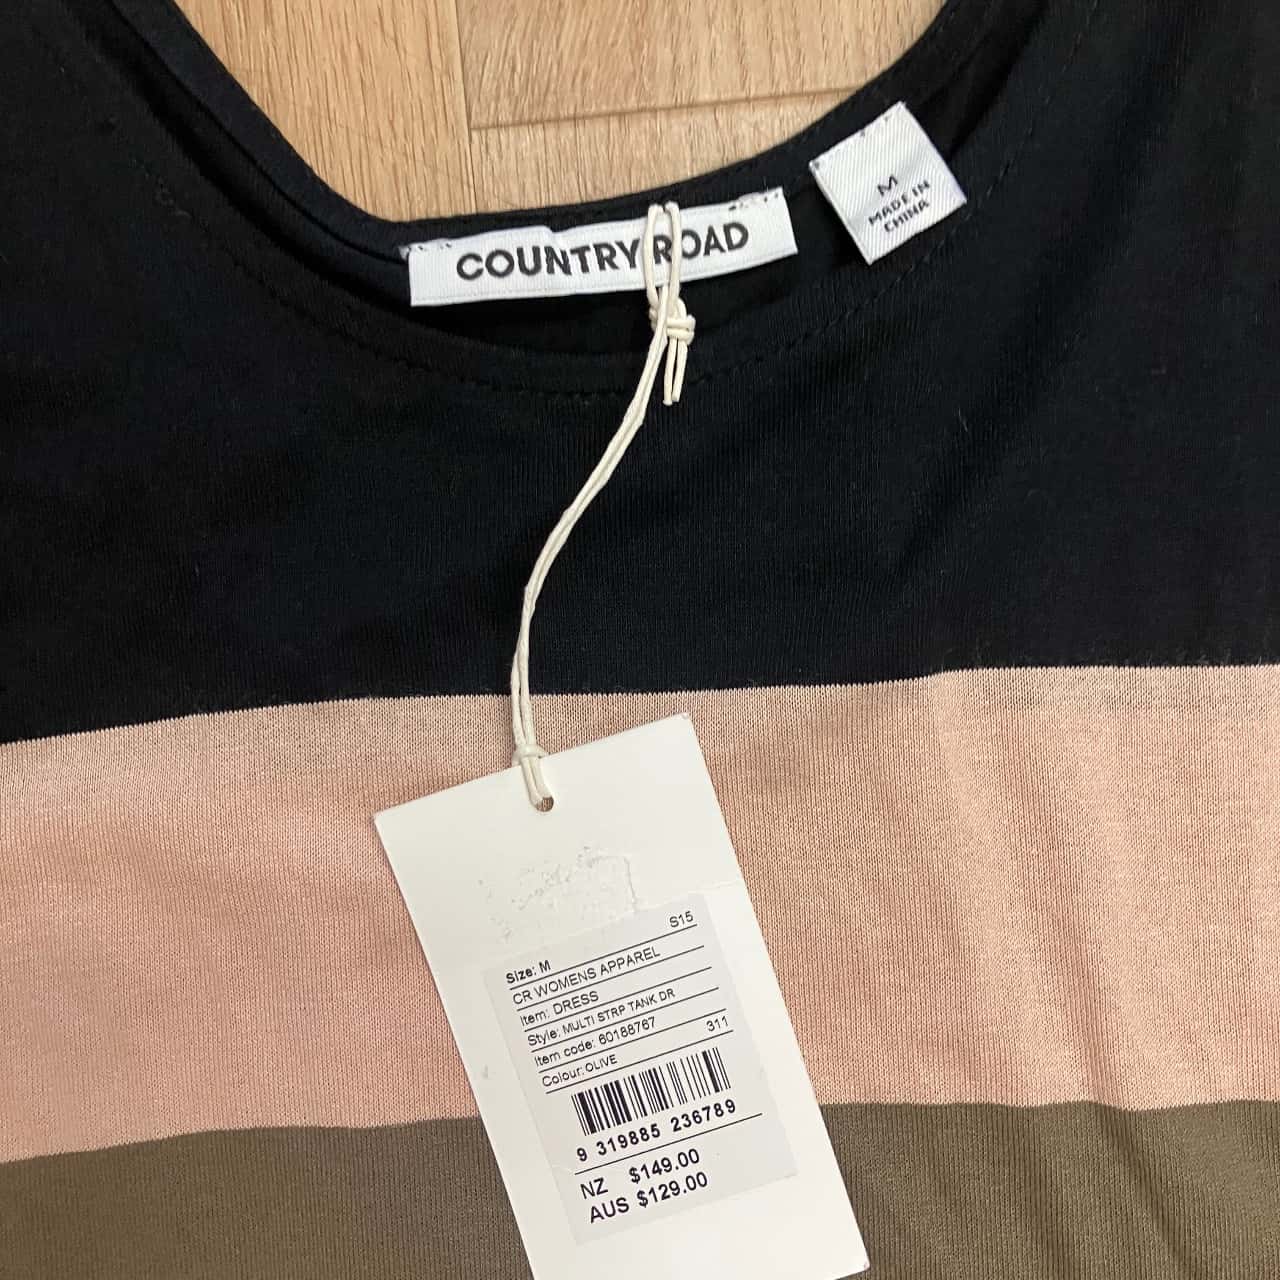 COUNTRY ROAD
M
MADE IN
CHINA
S15
Size: M
CR WOMENS APPAREL
Item: DRESS
Style: MULTI STRP TANK DR
Item code: 60188767
311
Colour: OLIVE
9 319885 236789
NZ $149.00
AUS $129.00